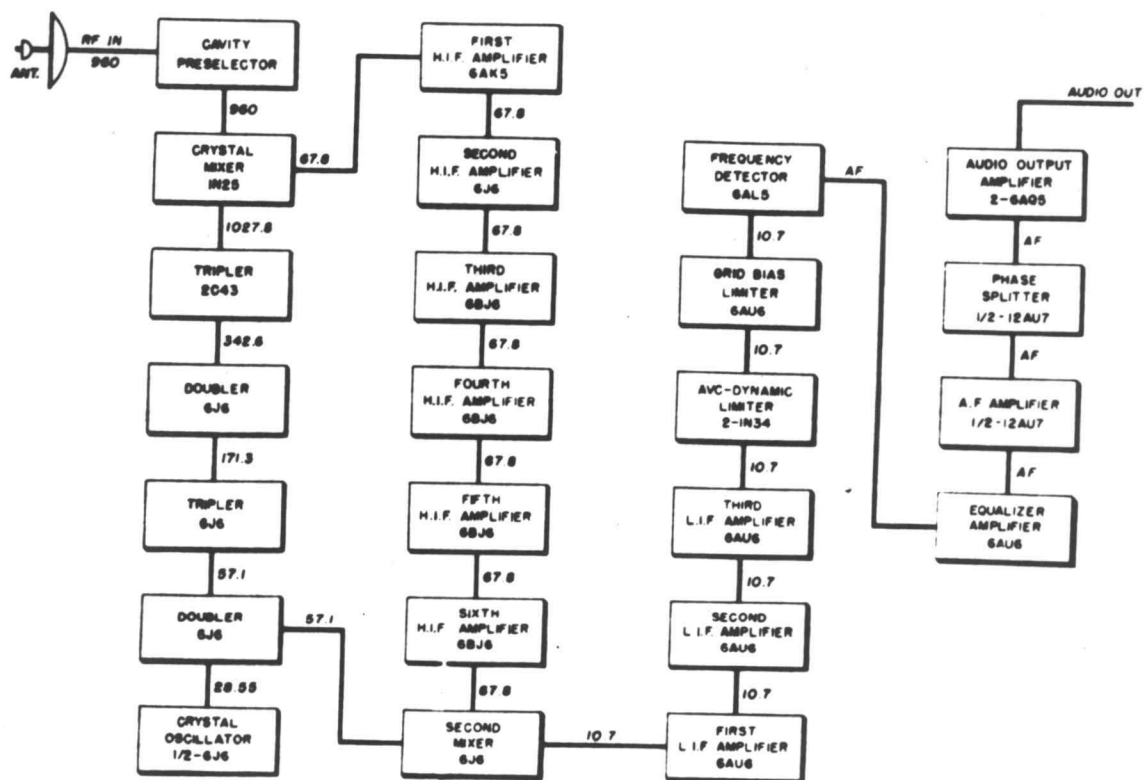 ANT.
RF IN
960
CAVITY
PRESELECTOR
960
CRYSTAL
MIXER
IN25
67.8
1027.8
TRIPLER
2C43
342.6
DOUBLER
6J6
171.3
TRIPLER
6J6
57.1
DOUBLER
6J6
57.1
28.55
CRYSTAL
OSCILLATOR
1/2-6J6
FIRST
H.I.F. AMPLIFIER
6AK5
67.8
SECOND
H.I.F. AMPLIFIER
6J6
67.8
THIRD
H.I.F. AMPLIFIER
6BJ6
67.8
FOURTH
H.I.F. AMPLIFIER
6BJ6
67.8
FIFTH
H.I.F. AMPLIFIER
6BJ6
67.8
SIXTH
H.I.F. AMPLIFIER
6BJ6
67.8
SECOND
MIXER
6J6
10.7
FREQUENCY
DETECTOR
6AL5
AF
10.7
GRID BIAS
LIMITER
6AU6
10.7
AVC-DYNAMIC
LIMITER
2-IN34
10.7
THIRD
L.I.F. AMPLIFIER
6AU6
10.7
SECOND
L.I.F. AMPLIFIER
6AU6
10.7
FIRST
L.I.F. AMPLIFIER
6AU6
AUDIO OUT
AUDIO OUTPUT
AMPLIFIER
2-6AQ5
AF
PHASE
SPLITTER
1/2-12AU7
AF
A.F AMPLIFIER
1/2-12AU7
AF
EQUALIZER
AMPLIFIER
6AU6